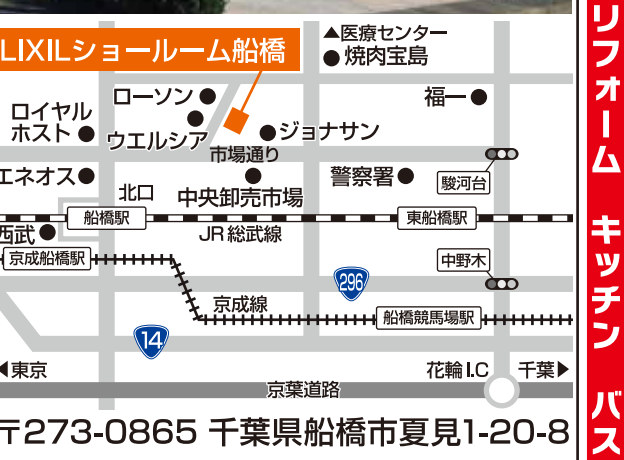 LIXILショールーム船橋
▲医療センター
●焼肉宝島
ローソン●
福一●
ロイヤル
ホスト●
ウエルシア
●ジョナサン
市場通り
エネオス●
北口
中央卸売市場
警察署●
駿河台
船橋駅
東船橋駅
西武●
JR総武線
京成船橋駅
中野木
296
京成線
船橋競馬場駅
14
◀東京
花輪I.C
千葉▶
京葉道路
〒273-0865 千葉県船橋市夏見1-20-8
リフォーム キッチン バス